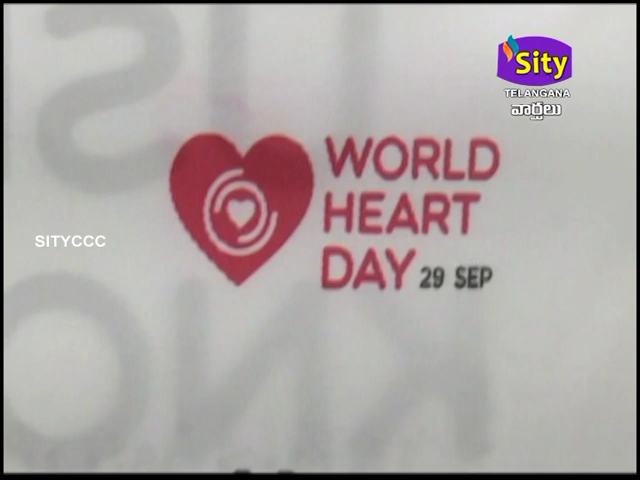 Sity
TELANGANA
వార్తలు
WORLD
HEART
DAY 29 SEP
SITYCCC